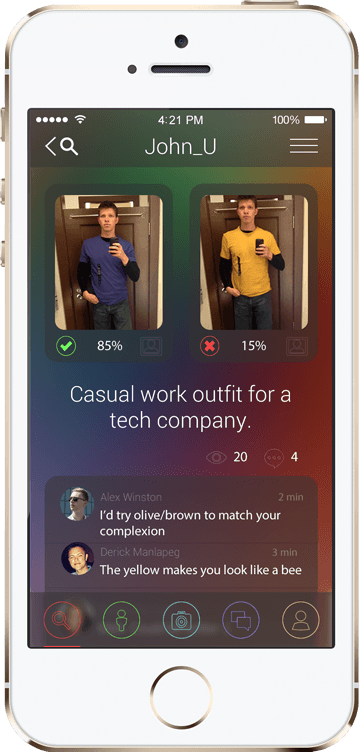 4:21 PM
100%
John_U
85%
15%
Casual work outfit for a
tech company.
20
4
Alex Winston
2 min
I'd try olive/brown to match your
complexion
Derick Manlapeg
3 min
The yellow makes you look like a bee